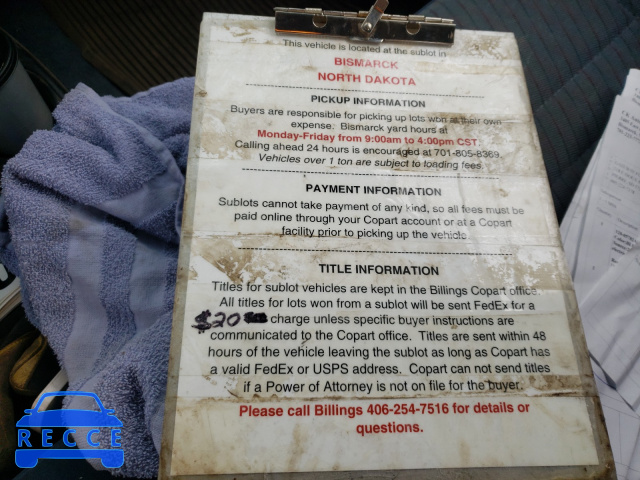 This vehicle is located at the sublot in
BISMARCK
NORTH DAKOTA
PICKUP INFORMATION
Buyers are responsible for picking up lots won at their own
expense. Bismarck yard hours at
Monday-Friday from 9:00am to 4:00pm CST.
Calling ahead 24 hours is encouraged at 701-805-8369.
Vehicles over 1 ton are subject to loading fees.
PAYMENT INFORMATION
Sublots cannot take payment of any kind, so all fees must be
paid online through your Copart account or at a Copart
facility prior to picking up the vehicle.
TITLE INFORMATION
Titles for sublot vehicles are kept in the Billings Copart office.
All titles for lots won from a sublot will be sent FedEx for a
$20 charge unless specific buyer instructions are
communicated to the Copart office. Titles are sent within 48
hours of the vehicle leaving the sublot as long as Copart has
a valid FedEx or USPS address. Copart can not send titles
if a Power of Attorney is not on file for the buyer.
Please call Billings 406-254-7516 for details or
questions.
RECCE